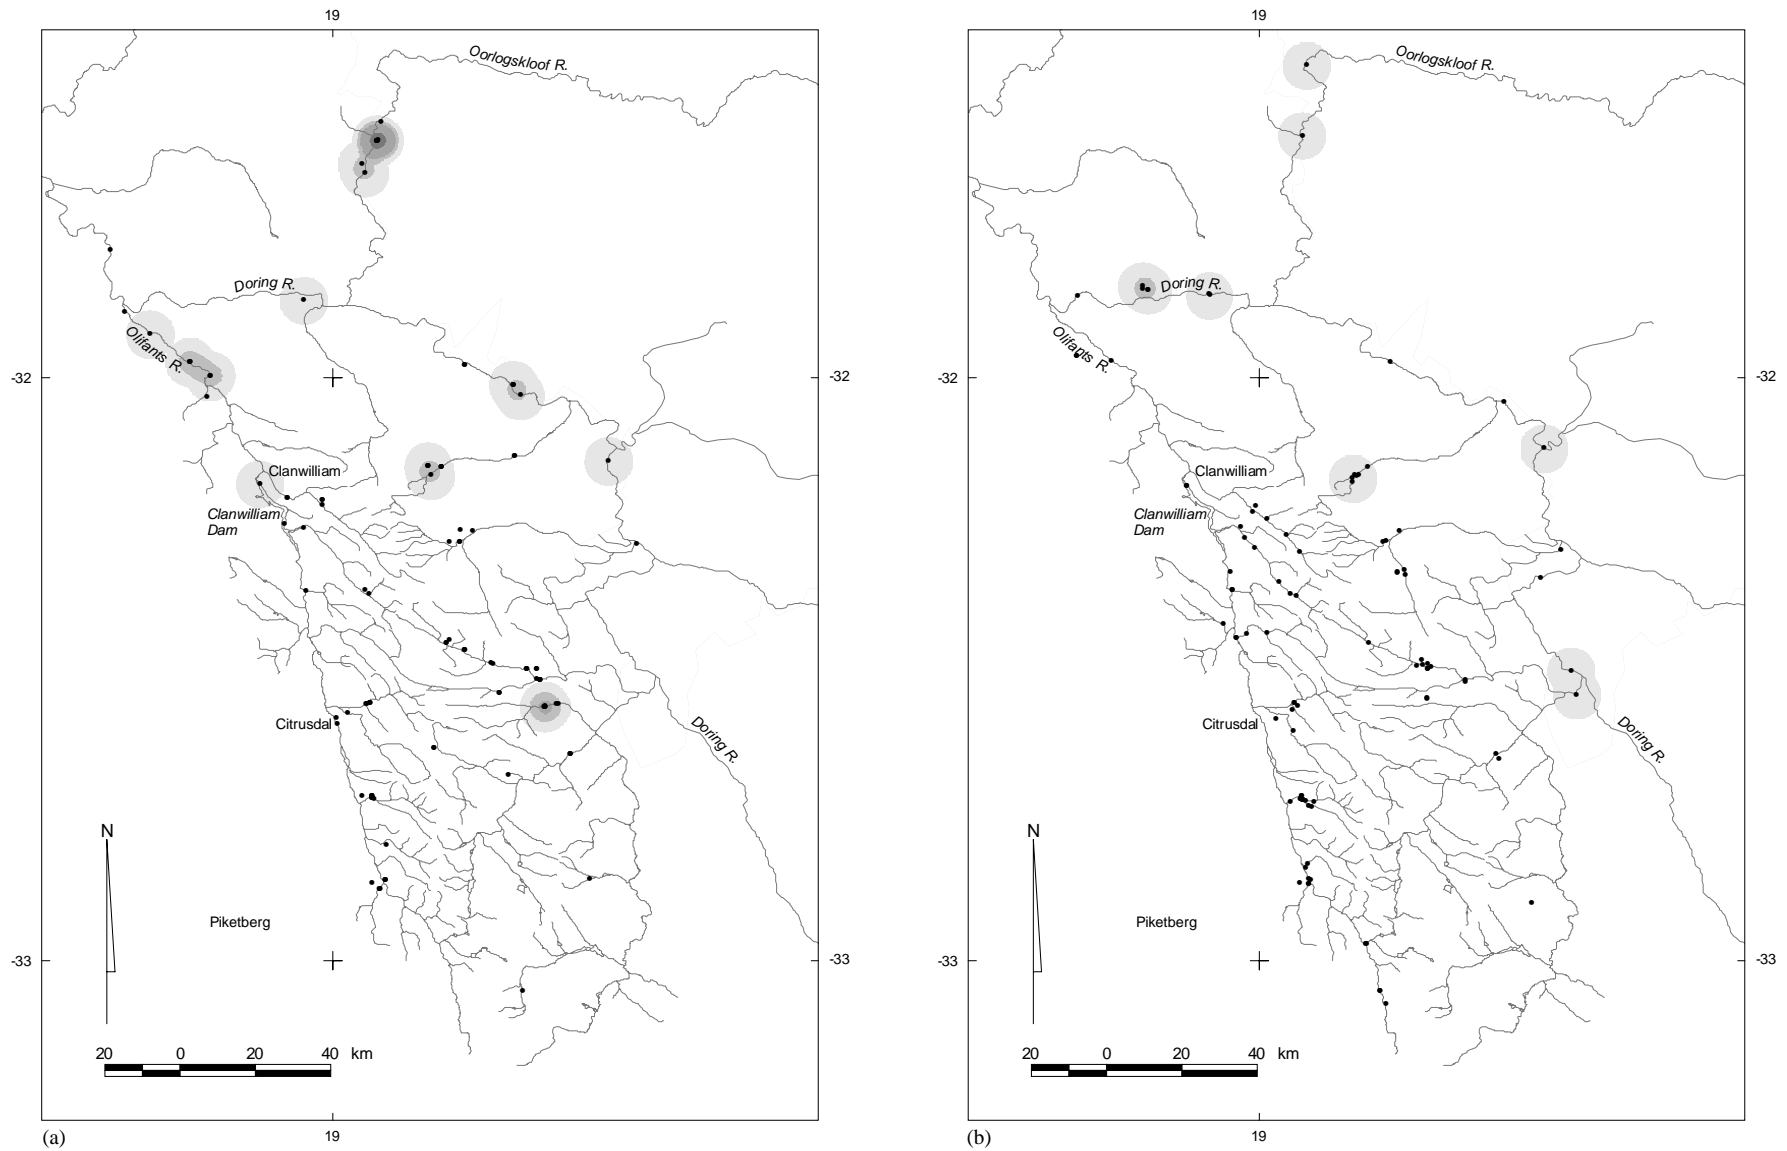 19
Oorlogskloof R.
Doring R.
Olifants R.
-32
-32
Clanwilliam
Clanwilliam
Dam
Citrusdal
Doring R.
N
Piketberg
-33
-33
20 0 20 40 km
19
(a)
19
Oorlogskloof R.
Doring R.
Olifants R.
-32
Clanwilliam
Clanwilliam
Dam
Citrusdal
Doring R.
N
Piketberg
-33
20 0 20 40 km
19
(b)